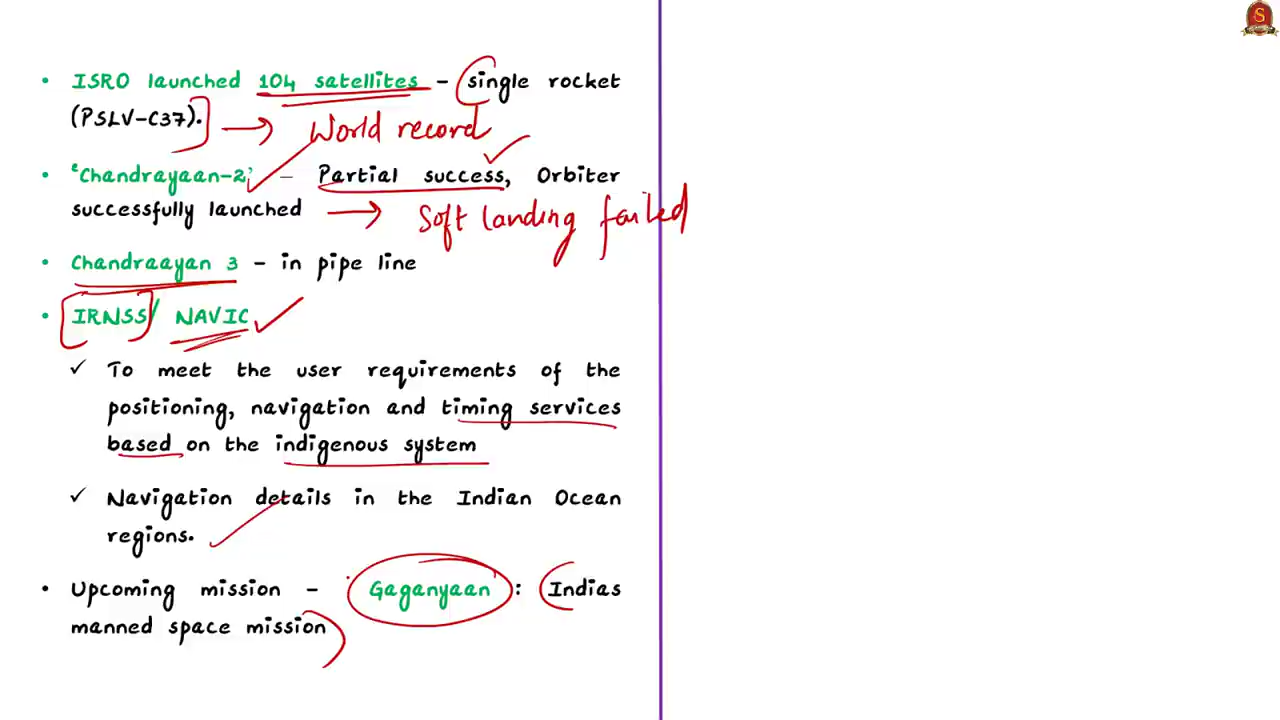 • ISRO launched 104 satellites – single rocket
(PSLV-C37). → World record
• 'Chandrayaan-2' – Partial success, Orbiter
successfully launched → Soft landing failed
• Chandraayan 3 – in pipe line
• IRNSS/ NAVIC
✓ To meet the user requirements of the
positioning, navigation and timing services
based on the indigenous system
✓ Navigation details in the Indian Ocean
regions.
• Upcoming mission – Gaganyaan : Indias
manned space mission